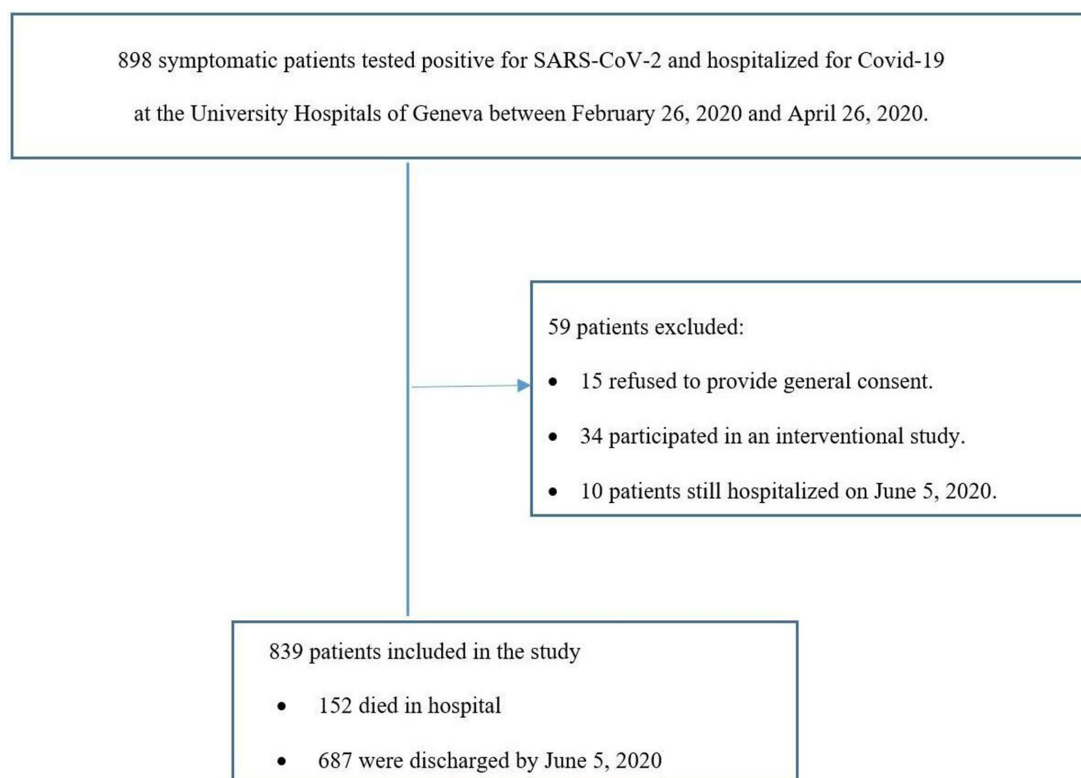 898 symptomatic patients tested positive for SARS-CoV-2 and hospitalized for Covid-19
at the University Hospitals of Geneva between February 26, 2020 and April 26, 2020.
59 patients excluded:
• 15 refused to provide general consent.
• 34 participated in an interventional study.
• 10 patients still hospitalized on June 5, 2020.
839 patients included in the study
• 152 died in hospital
• 687 were discharged by June 5, 2020